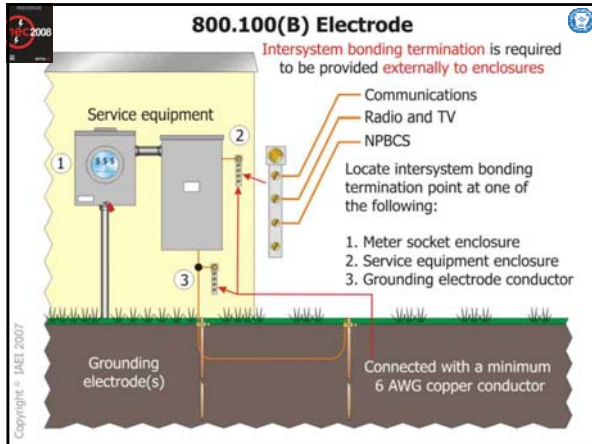 nec2008
800.100(B) Electrode
Intersystem bonding termination is required
to be provided externally to enclosures
Service equipment
Communications
Radio and TV
NPBCS
1
2
3
$ $ $
Locate intersystem bonding
termination point at one of
the following:
1. Meter socket enclosure
2. Service equipment enclosure
3. Grounding electrode conductor
Grounding
electrode(s)
Connected with a minimum
6 AWG copper conductor
Copyright © IAEI 2007